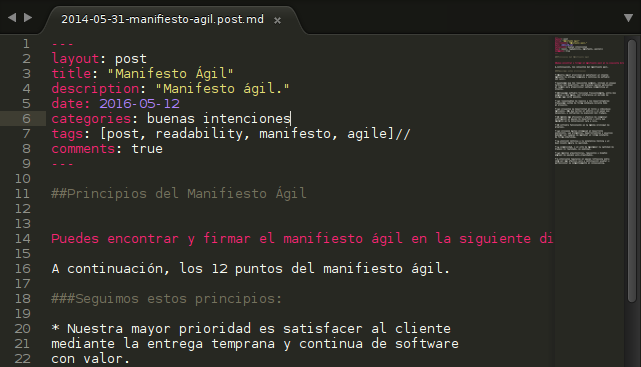 2014-05-31-manifiesto-agil.post.md
1 ---
2 layout: post
3 title: "Manifesto Ágil"
4 description: "Manifesto ágil."
5 date: 2016-05-12
6 categories: buenas intenciones
7 tags: [post, readability, manifesto, agile]//
8 comments: true
9 ---
10
11 ##Principios del Manifiesto Ágil
12
13
14 Puedes encontrar y firmar el manifiesto ágil en la siguiente di
15
16 A continuación, los 12 puntos del manifiesto ágil.
17
18 ###Seguimos estos principios:
19
20 * Nuestra mayor prioridad es satisfacer al cliente
21 mediante la entrega temprana y continua de software
22 con valor.